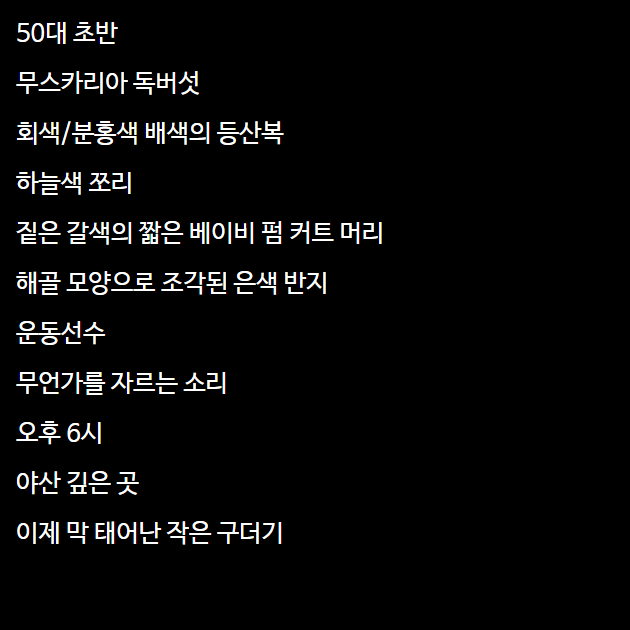 50대 초반
무스카리아 독버섯
회색/분홍색 배색의 등산복
하늘색 쪼리
짙은 갈색의 짧은 베이비 펌 커트 머리
해골 모양으로 조각된 은색 반지
운동선수
무언가를 자르는 소리
오후 6시
야산 깊은 곳
이제 막 태어난 작은 구더기